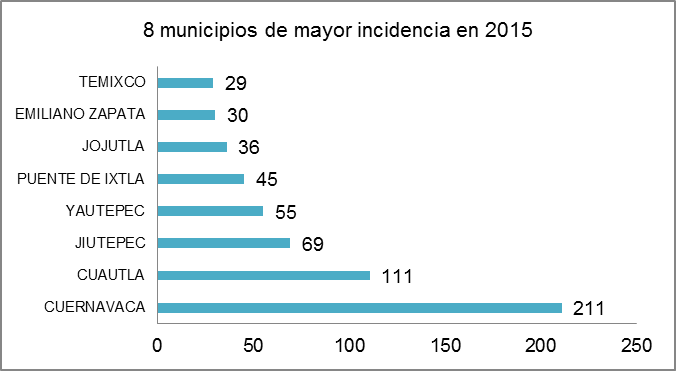 8 municipios de mayor incidencia en 2015
TEMIXCO 29
EMILIANO ZAPATA 30
JOJUTLA 36
PUENTE DE IXTLA 45
YAUTEPEC 55
JIUTEPEC 69
CUAUTLA 111
CUERNAVACA 211
0 50 100 150 200 250